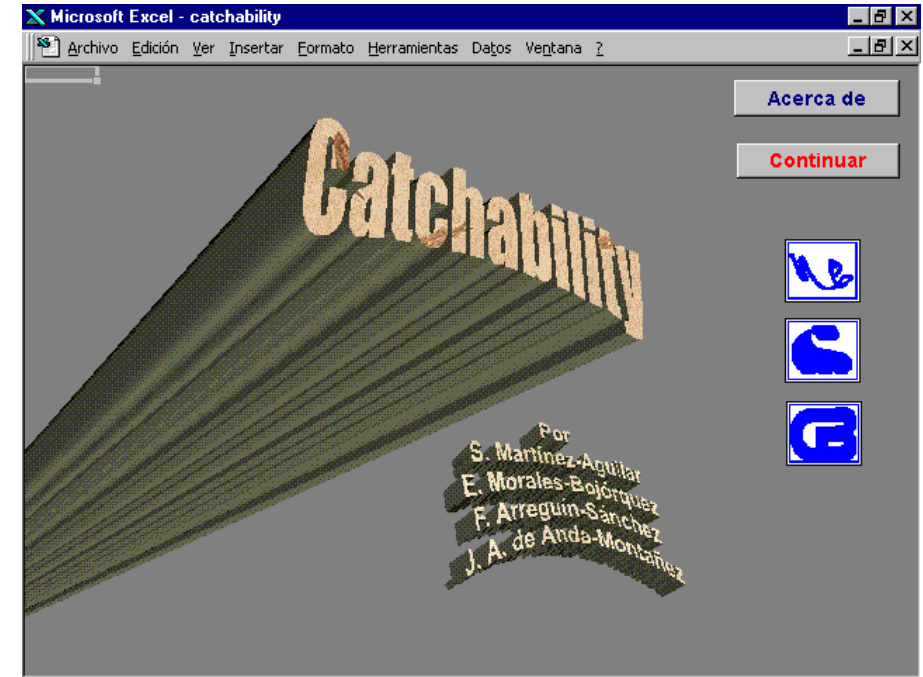 Microsoft Excel - catchability
Archivo Edición Ver Insertar Formato Herramientas Datos Ventana ?
Acerca de
Continuar
Catchability
Por
S. Martínez-Aguilar
E. Morales-Bojórquez
F. Arreguín-Sánchez
J. A. de Anda-Montañez